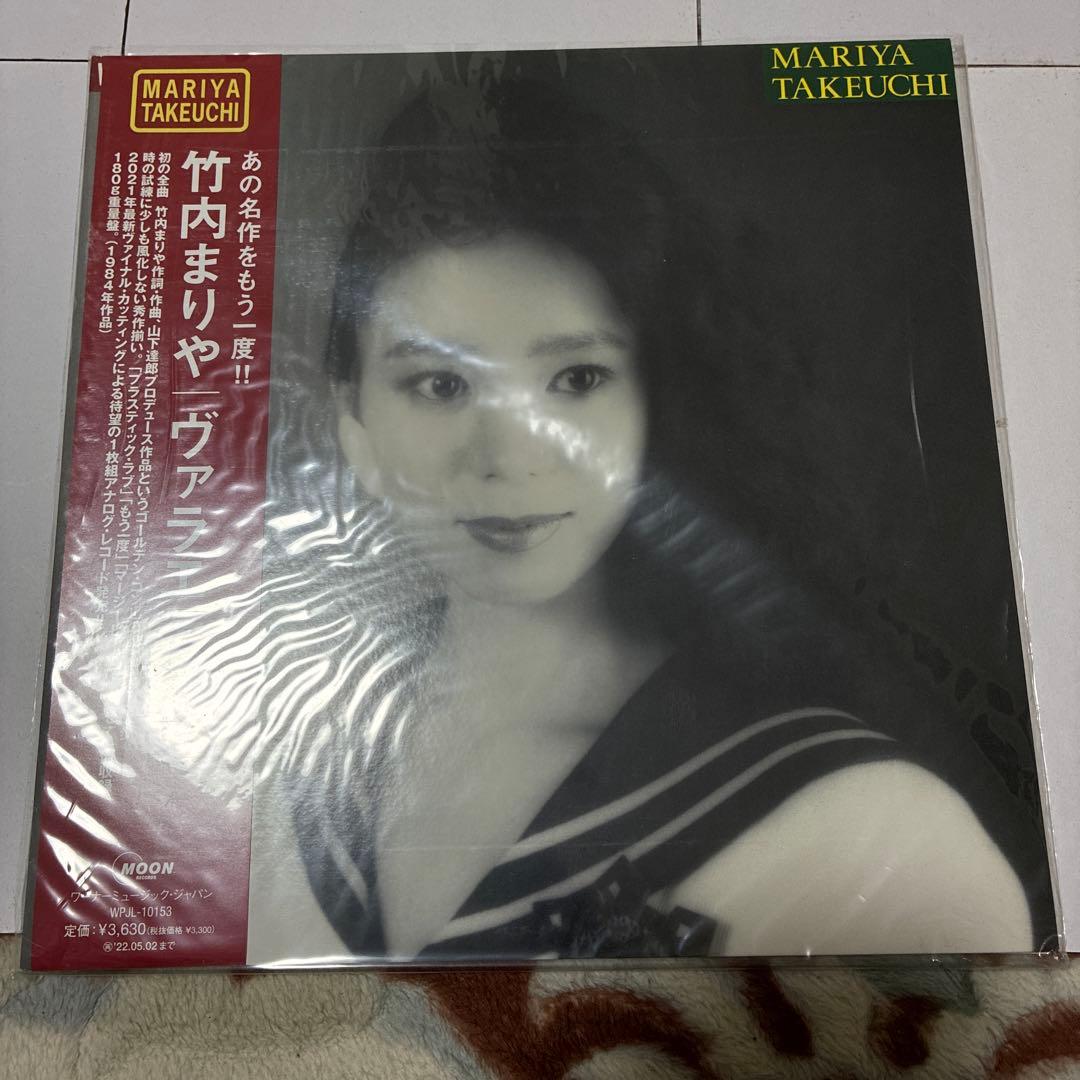 MARIYA
TAKEUCHI
MARIYA
TAKEUCHI
あの名作をもう一度!!
竹内まりや|ヴァラ
初の全曲 竹内まりや作詞・作曲、山下達郎プロデュース作品というゴールデン・コン
時の試練に少しも風化しない秀作揃い。「プラスティック・ラブ」「もう一度」「マージ
2021年最新ヴァイナル・カッティングによる待望の1枚組アナログ・レコード発売
180g重量盤。(1984年作品)
MOON
RECORDS
ワーナーミュージック・ジャパン
WPJL-10153
定価:¥3,630(税抜価格 ¥3,300)
再'22.05.02まで